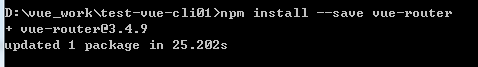 D:\vue_work\test-vue-cli01>npm install --save vue-router
+ vue-router@3.4.9
updated 1 package in 25.202s